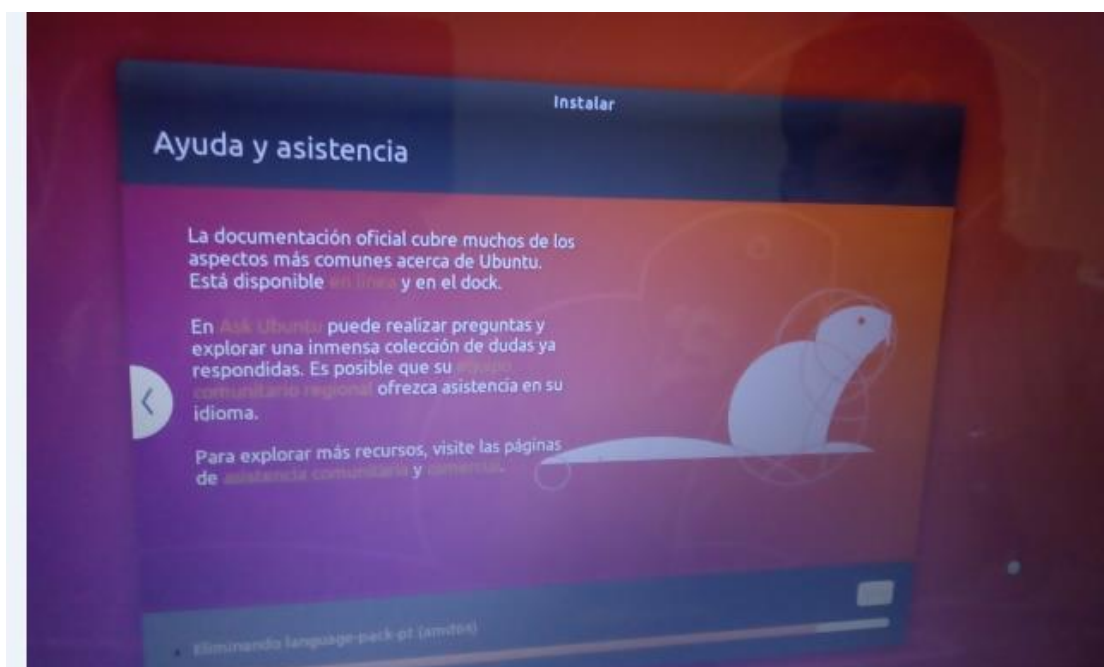 Instalar
Ayuda y asistencia
La documentación oficial cubre muchos de los
aspectos más comunes acerca de Ubuntu.
Está disponible en línea y en el dock.
En Ask Ubuntu puede realizar preguntas y
explorar una inmensa colección de dudas ya
respondidas. Es posible que su equipo
comunitario regional ofrezca asistencia en su
idioma.
Para explorar más recursos, visite las páginas
de asistencia comunitaria y comercial.
Eliminando language-pack-pt (amd64)